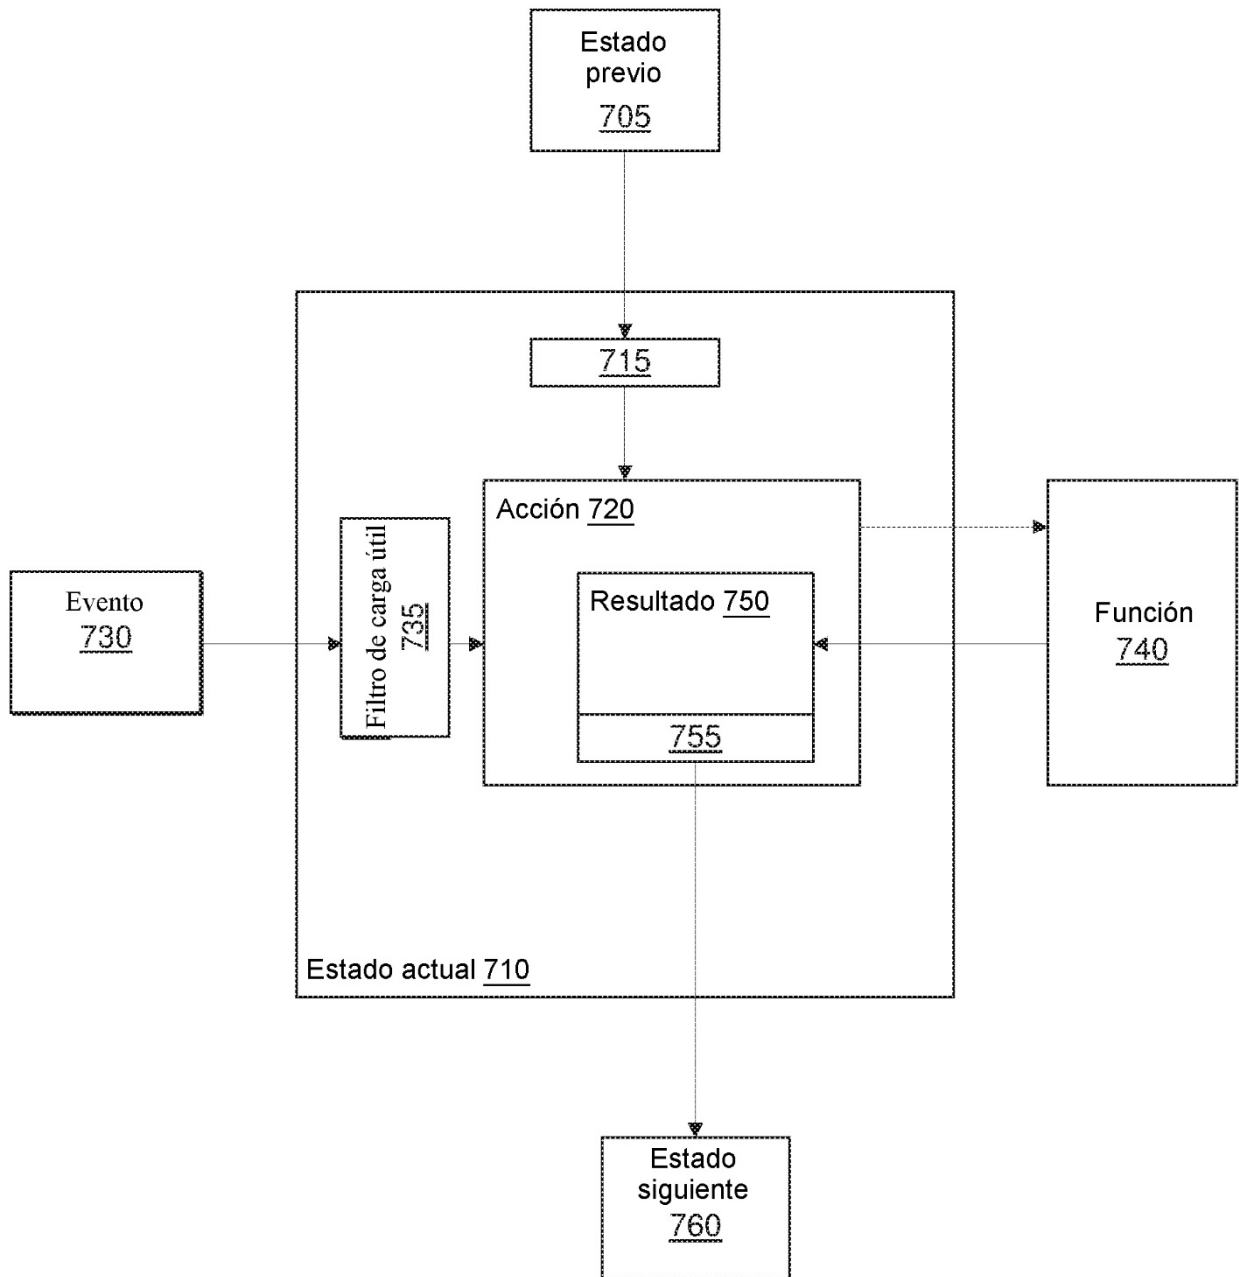 Estado
previo
705
715
Acción 720
Filtro de carga útil
735
Evento
730
Resultado 750
Función
740
755
Estado actual 710
Estado
siguiente
760